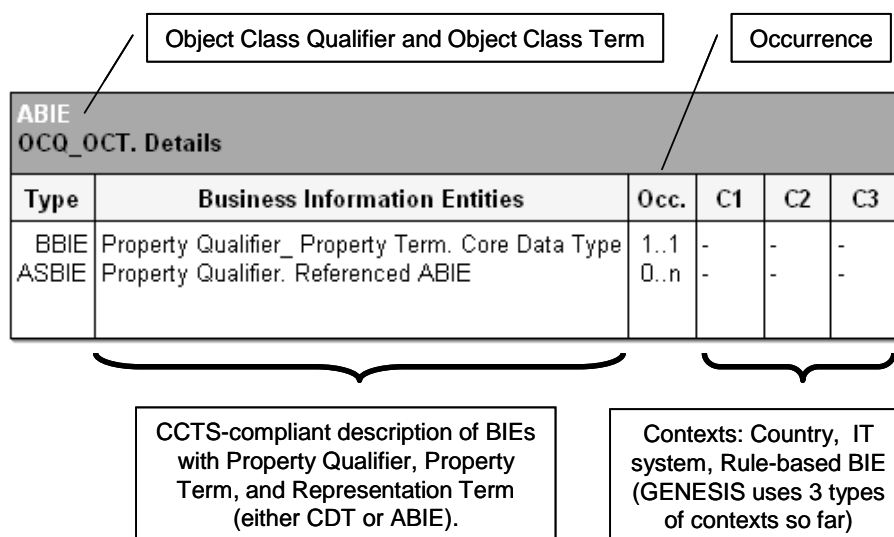 Object Class Qualifier and Object Class Term
Occurrence
ABIE
OCQ_OCT. Details
Type Business Information Entities Occ. C1 C2 C3
BBIE Property Qualifier_ Property Term. Core Data Type 1..1 - - -
ASBIE Property Qualifier. Referenced ABIE 0..n - - -
CCTS-compliant description of BIEs
with Property Qualifier, Property
Term, and Representation Term
(either CDT or ABIE).
Contexts: Country, IT
system, Rule-based BIE
(GENESIS uses 3 types
of contexts so far)